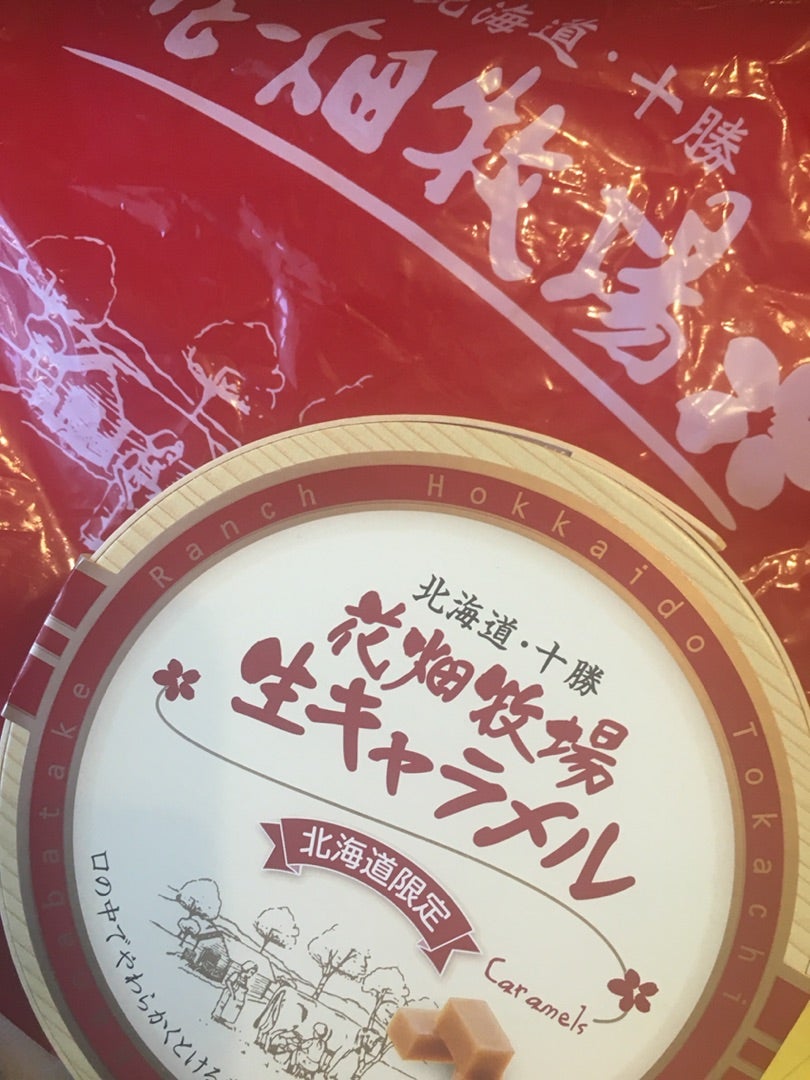 北海道・十勝
花畑牧場
Hanabatake Ranch Hokkaido Tokachi
北海道・十勝
花畑牧場
生キャラメル
北海道限定
Caramels
口の中でやわらかくとける